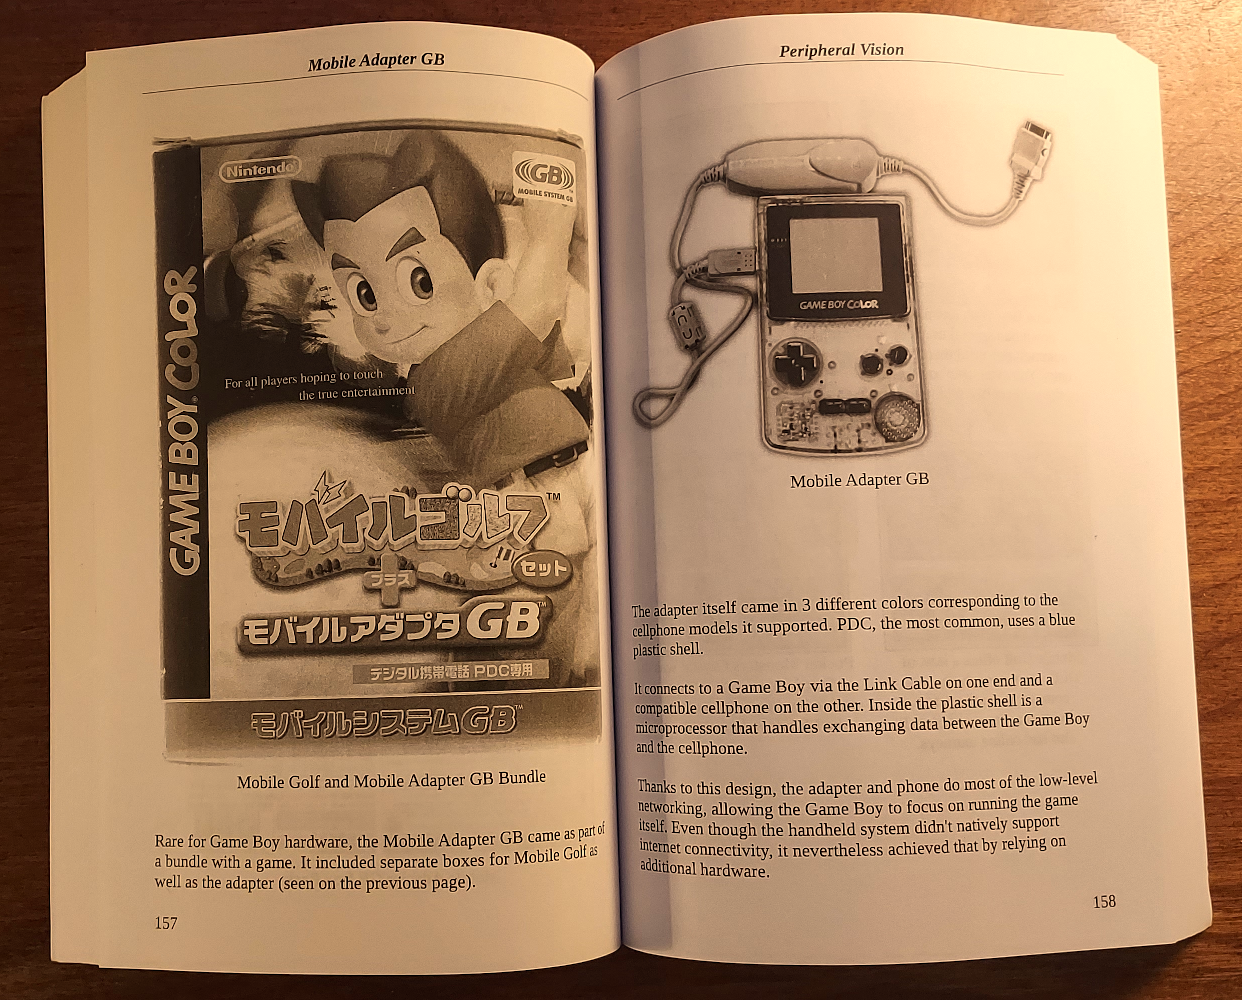 Mobile Adapter GB
Nintendo
GB
MOBILE SYSTEM GB
GAME BOY COLOR
For all players hoping to touch
the true entertainment
モバイルゴルフ™
プラス
セット
モバイルアダプタGB™
デジタル携帯電話 PDC専用
モバイルシステムGB™
Mobile Golf and Mobile Adapter GB Bundle
Rare for Game Boy hardware, the Mobile Adapter GB came as part of
a bundle with a game. It included separate boxes for Mobile Golf as
well as the adapter (seen on the previous page).
157
Peripheral Vision
GAME BOY COLOR
Mobile Adapter GB
The adapter itself came in 3 different colors corresponding to the
cellphone models it supported. PDC, the most common, uses a blue
plastic shell.
It connects to a Game Boy via the Link Cable on one end and a
compatible cellphone on the other. Inside the plastic shell is a
microprocessor that handles exchanging data between the Game Boy
and the cellphone.
Thanks to this design, the adapter and phone do most of the low-level
networking, allowing the Game Boy to focus on running the game
itself. Even though the handheld system didn't natively support
internet connectivity, it nevertheless achieved that by relying on
additional hardware.
158